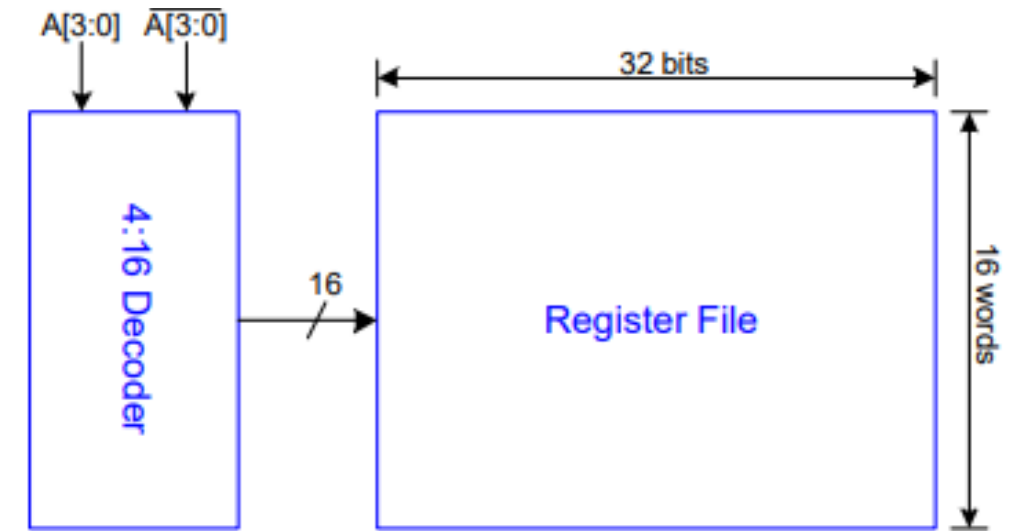 A[3:0] A̅[̅3̅:̅0̅]̅
32 bits
4:16 Decoder
16
Register File
16 words